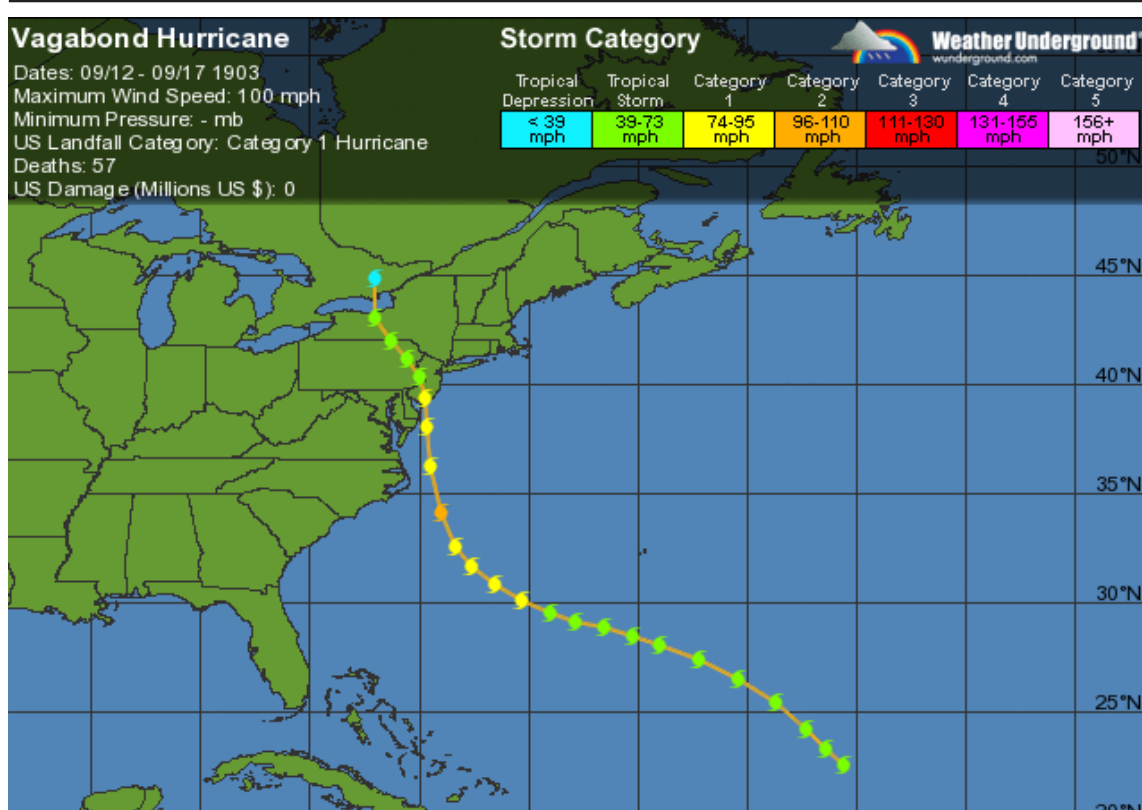 Vagabond Hurricane
Dates: 09/12 - 09/17 1903
Maximum Wind Speed: 100 mph
Minimum Pressure: - mb
US Landfall Category: Category 1 Hurricane
Deaths: 57
US Damage (Millions US $): 0
Storm Category
Weather Underground®
wunderground.com
Tropical Depression
Tropical Storm
Category 1
Category 2
Category 3
Category 4
Category 5
< 39 mph
39-73 mph
74-95 mph
96-110 mph
111-130 mph
131-155 mph
156+ mph
50°N
45°N
40°N
35°N
30°N
25°N
20°N